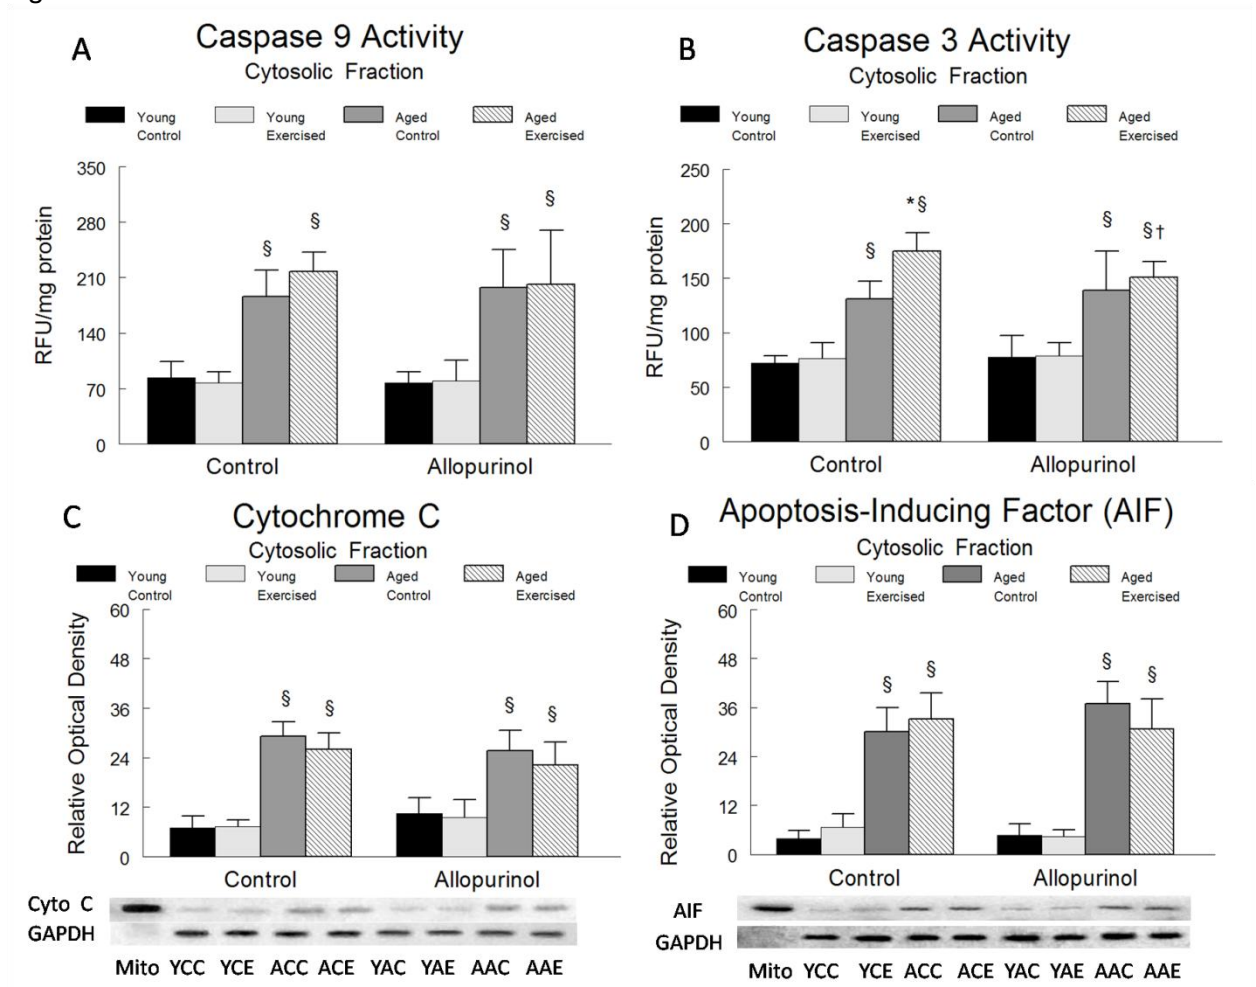 A
Caspase 9 Activity
Cytosolic Fraction
Young Control
Young Exercised
Aged Control
Aged Exercised
RFU/mg protein
350
280
210
140
70
0
§
§
§
§
Control
Allopurinol
B
Caspase 3 Activity
Cytosolic Fraction
Young Control
Young Exercised
Aged Control
Aged Exercised
RFU/mg protein
250
200
150
100
50
0
§
*§
§
§†
Control
Allopurinol
C
Cytochrome C
Cytosolic Fraction
Young Control
Young Exercised
Aged Control
Aged Exercised
Relative Optical Density
60
48
36
24
12
0
§
§
§
§
Control
Allopurinol
Cyto C
GAPDH
Mito YCC YCE ACC ACE YAC YAE AAC AAE
D
Apoptosis-Inducing Factor (AIF)
Cytosolic Fraction
Young Control
Young Exercised
Aged Control
Aged Exercised
Relative Optical Density
60
48
36
24
12
0
§
§
§
§
Control
Allopurinol
AIF
GAPDH
Mito YCC YCE ACC ACE YAC YAE AAC AAE